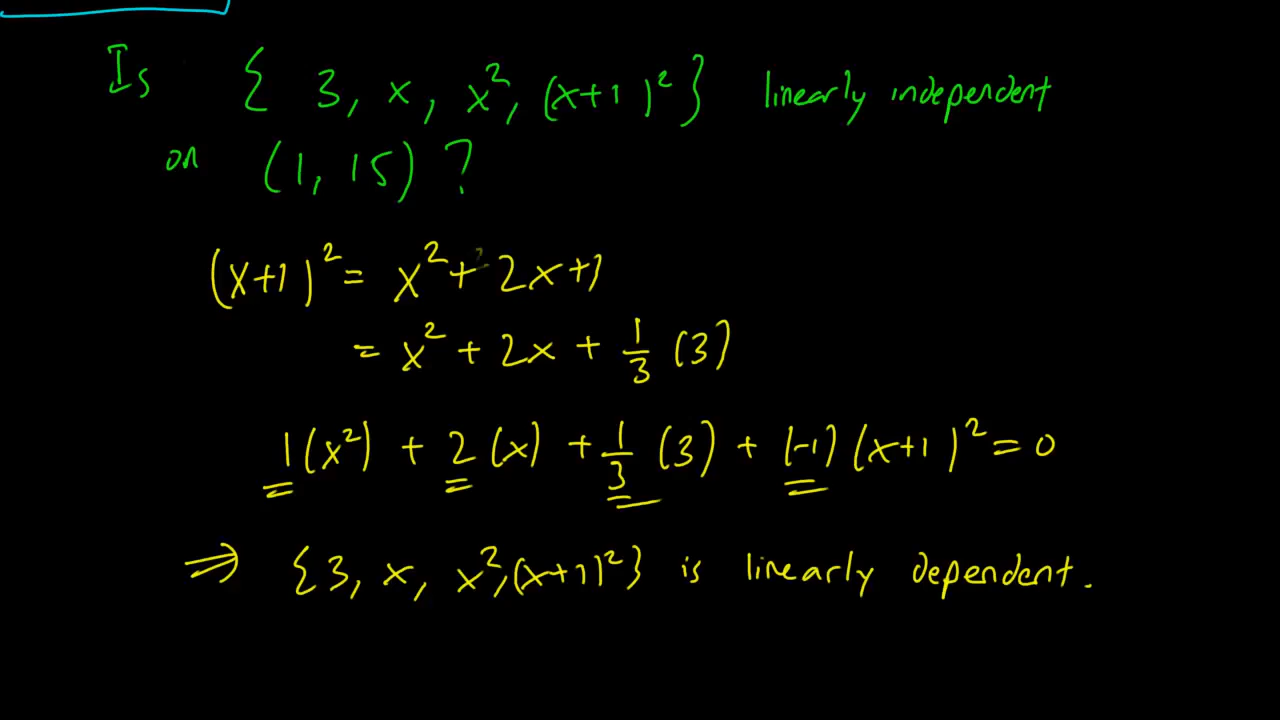 Is { 3, x, x², (x+1)² } linearly independent
on (1, 15) ?
(x+1)² = x² + 2x + 1
= x² + 2x + 1/3 (3)
1(x²) + 2(x) + 1/3 (3) + (-1)(x+1)² = 0
⇒ {3, x, x², (x+1)²} is linearly dependent.